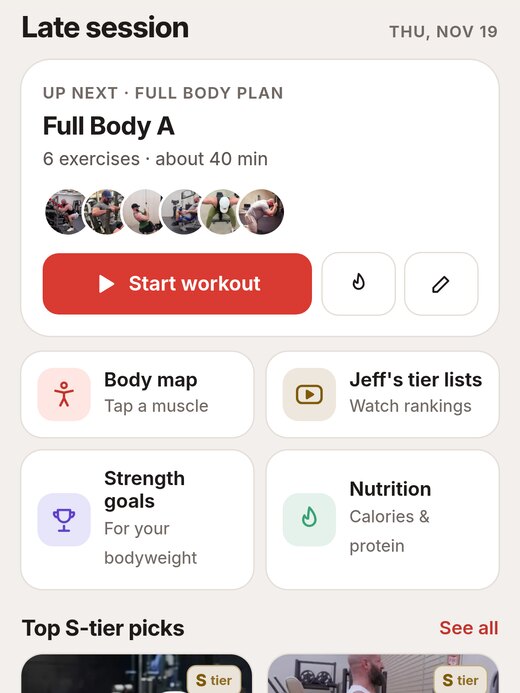 Late session
THU, NOV 19
UP NEXT · FULL BODY PLAN
Full Body A
6 exercises · about 40 min
Start workout
Body map
Tap a muscle
Jeff's tier lists
Watch rankings
Strength
goals
For your
bodyweight
Nutrition
Calories &
protein
Top S-tier picks
See all
S tier
S tier